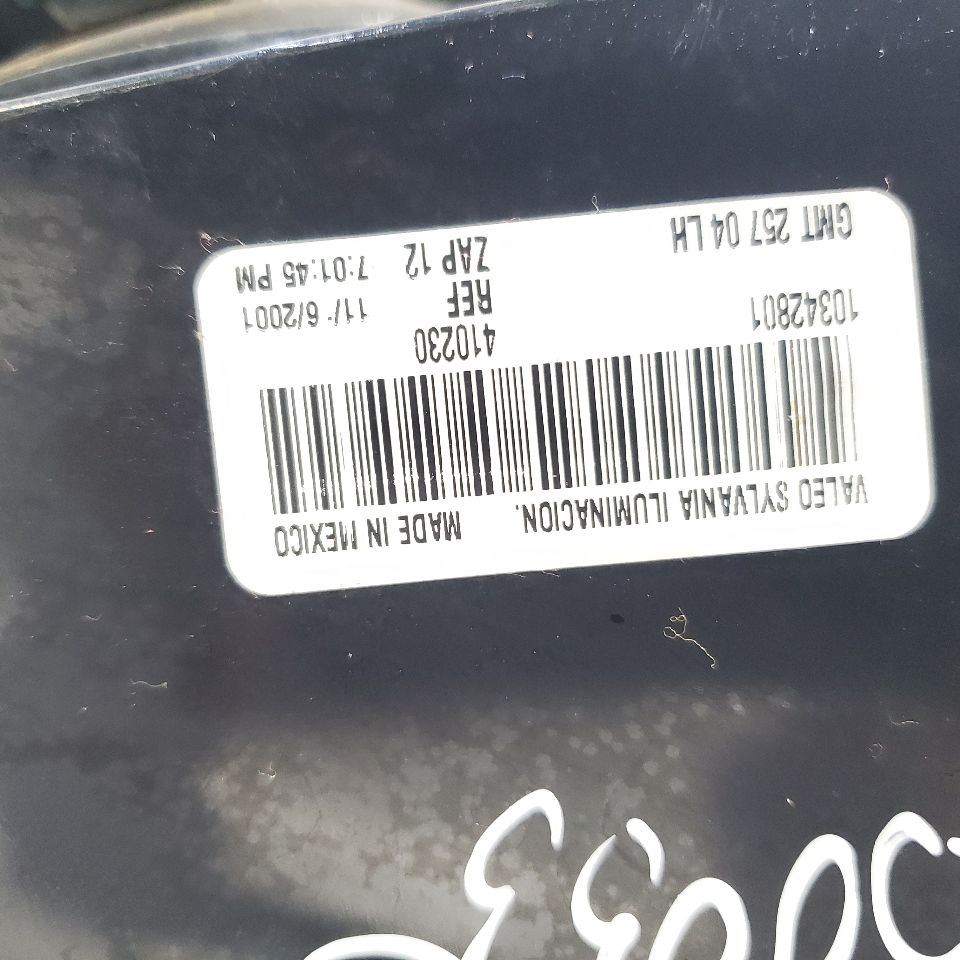 VALEO SYLVANIA ILUMINACION. MADE IN MEXICO
10342801 410230
REF 11/ 6/2001
GMT 257 04 LH ZAP 12 7:01:45 PM